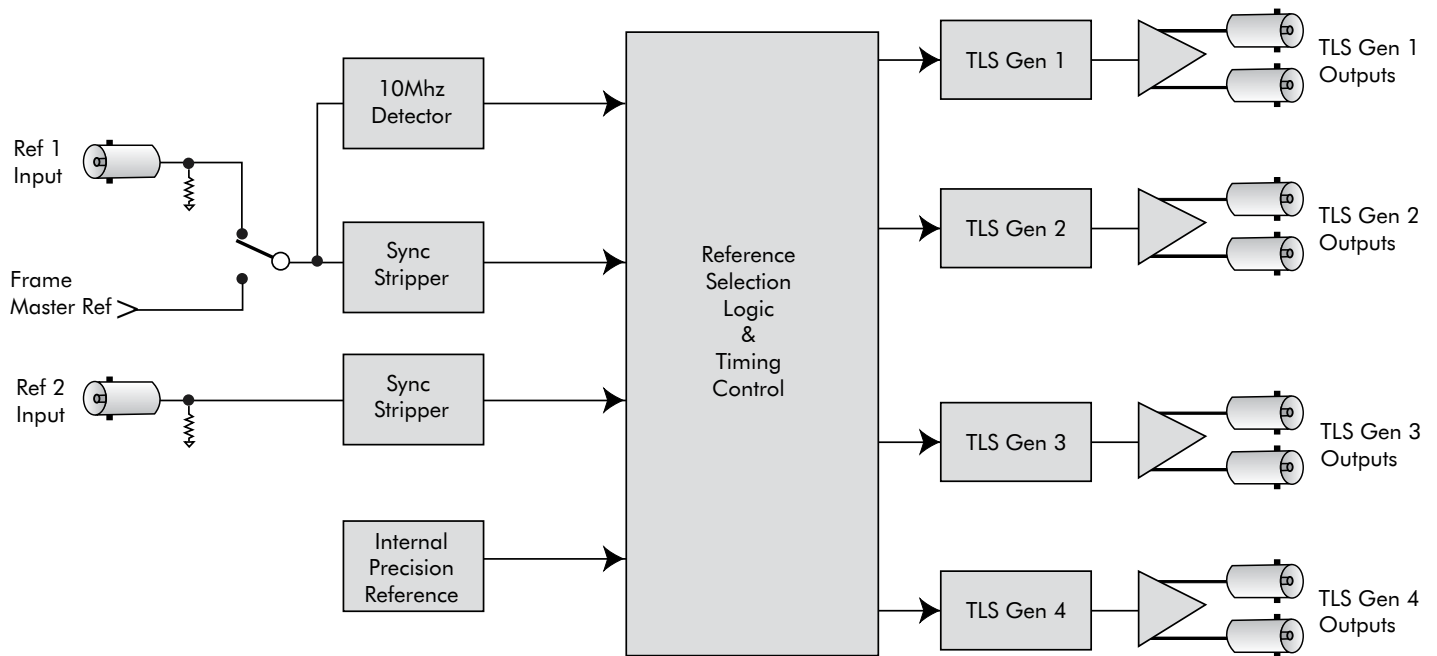 Ref 1
Input
Frame
Master Ref
Ref 2
Input
10Mhz
Detector
Sync
Stripper
Sync
Stripper
Internal
Precision
Reference
Reference
Selection
Logic
&
Timing
Control
TLS Gen 1
TLS Gen 1
Outputs
TLS Gen 2
TLS Gen 2
Outputs
TLS Gen 3
TLS Gen 3
Outputs
TLS Gen 4
TLS Gen 4
Outputs